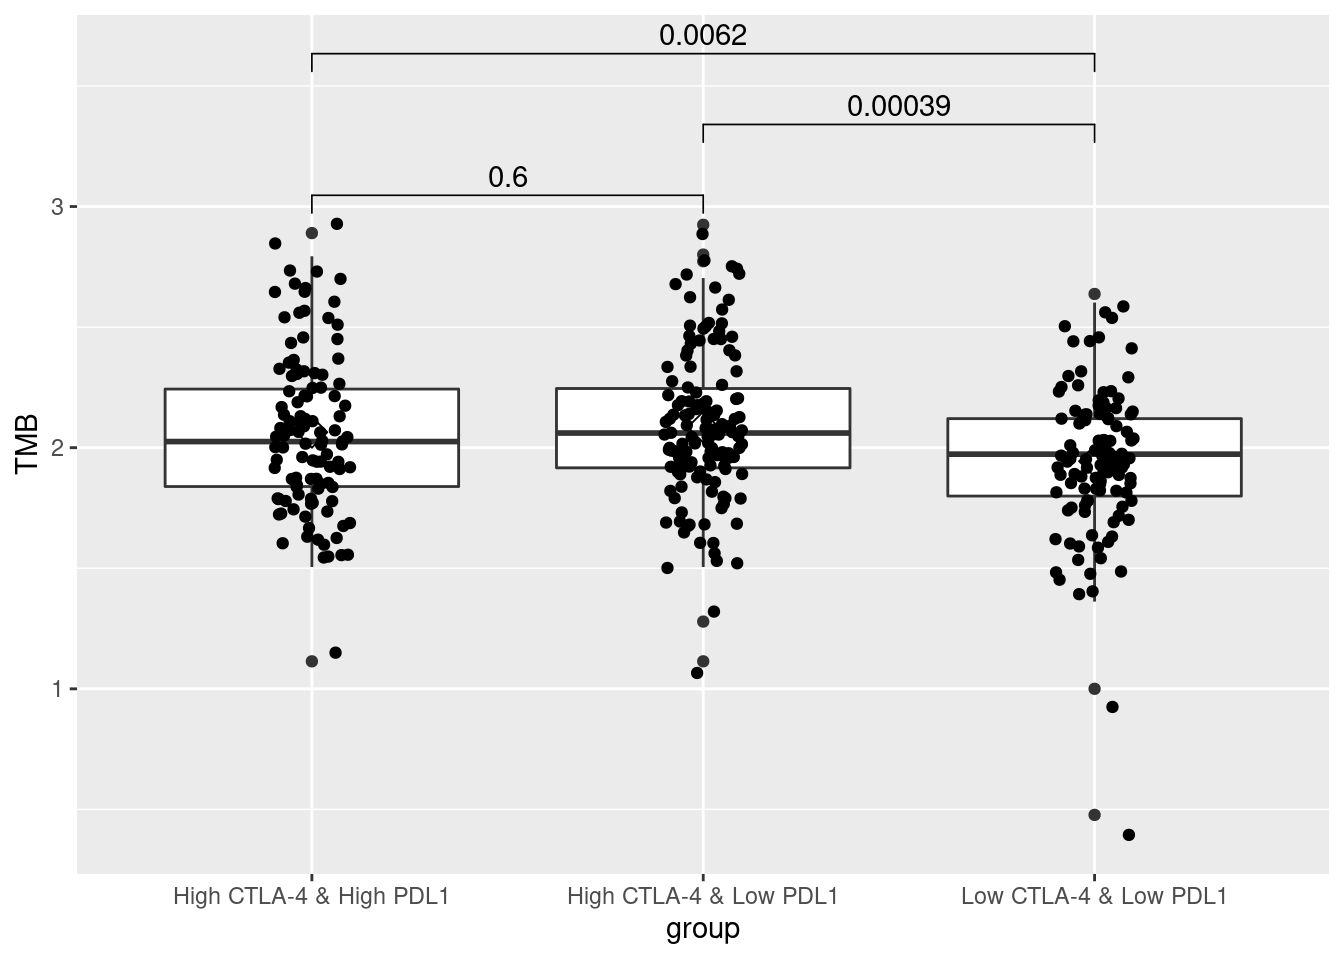 0.0062
0.00039
0.6
3
2
1
TMB
High CTLA-4 & High PDL1
High CTLA-4 & Low PDL1
Low CTLA-4 & Low PDL1
group